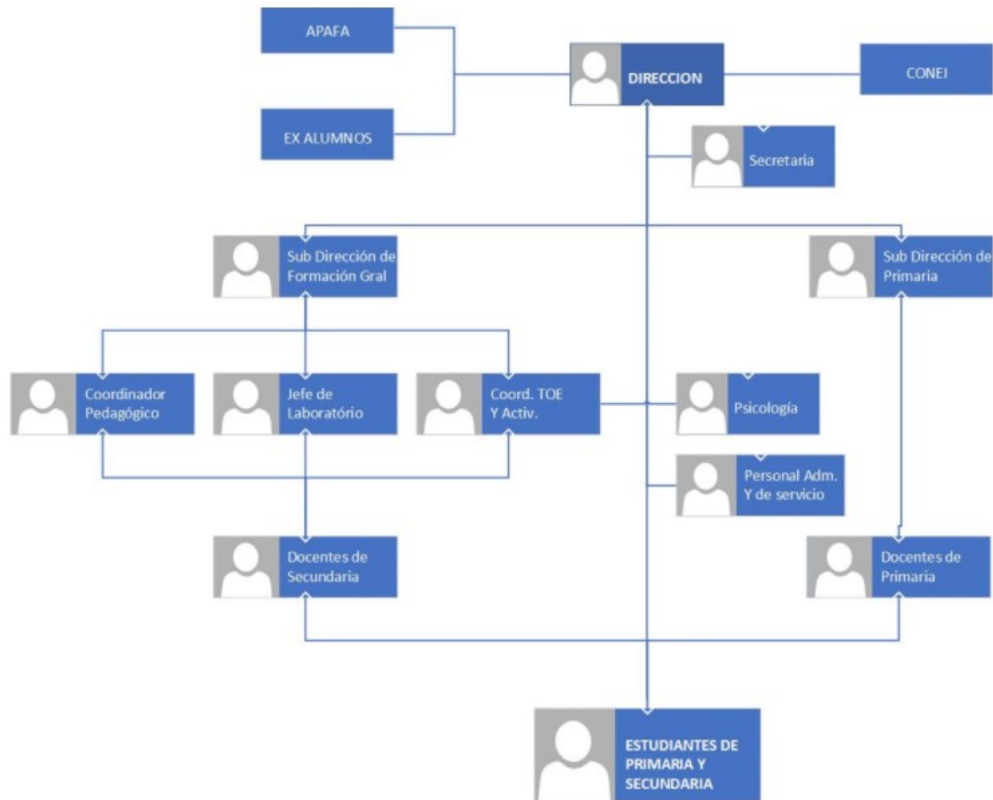 APAFA
DIRECCION
CONEI
EX ALUMNOS
Secretaria
Sub Dirección de
Formación Gral
Sub Dirección de
Primaria
Coordinador
Pedagógico
Jefe de
Laboratório
Coord. TOE
Y Activ.
Psicología
Personal Adm.
Y de servicio
Docentes de
Secundaria
Docentes de
Primaria
ESTUDIANTES DE
PRIMARIA Y
SECUNDARIA